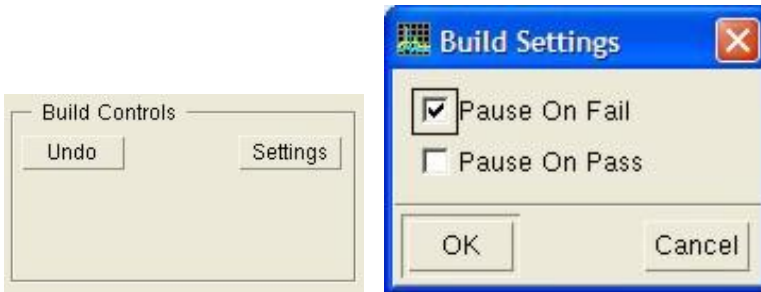 Build Controls
Undo
Settings
Build Settings
Pause On Fail
Pause On Pass
OK
Cancel